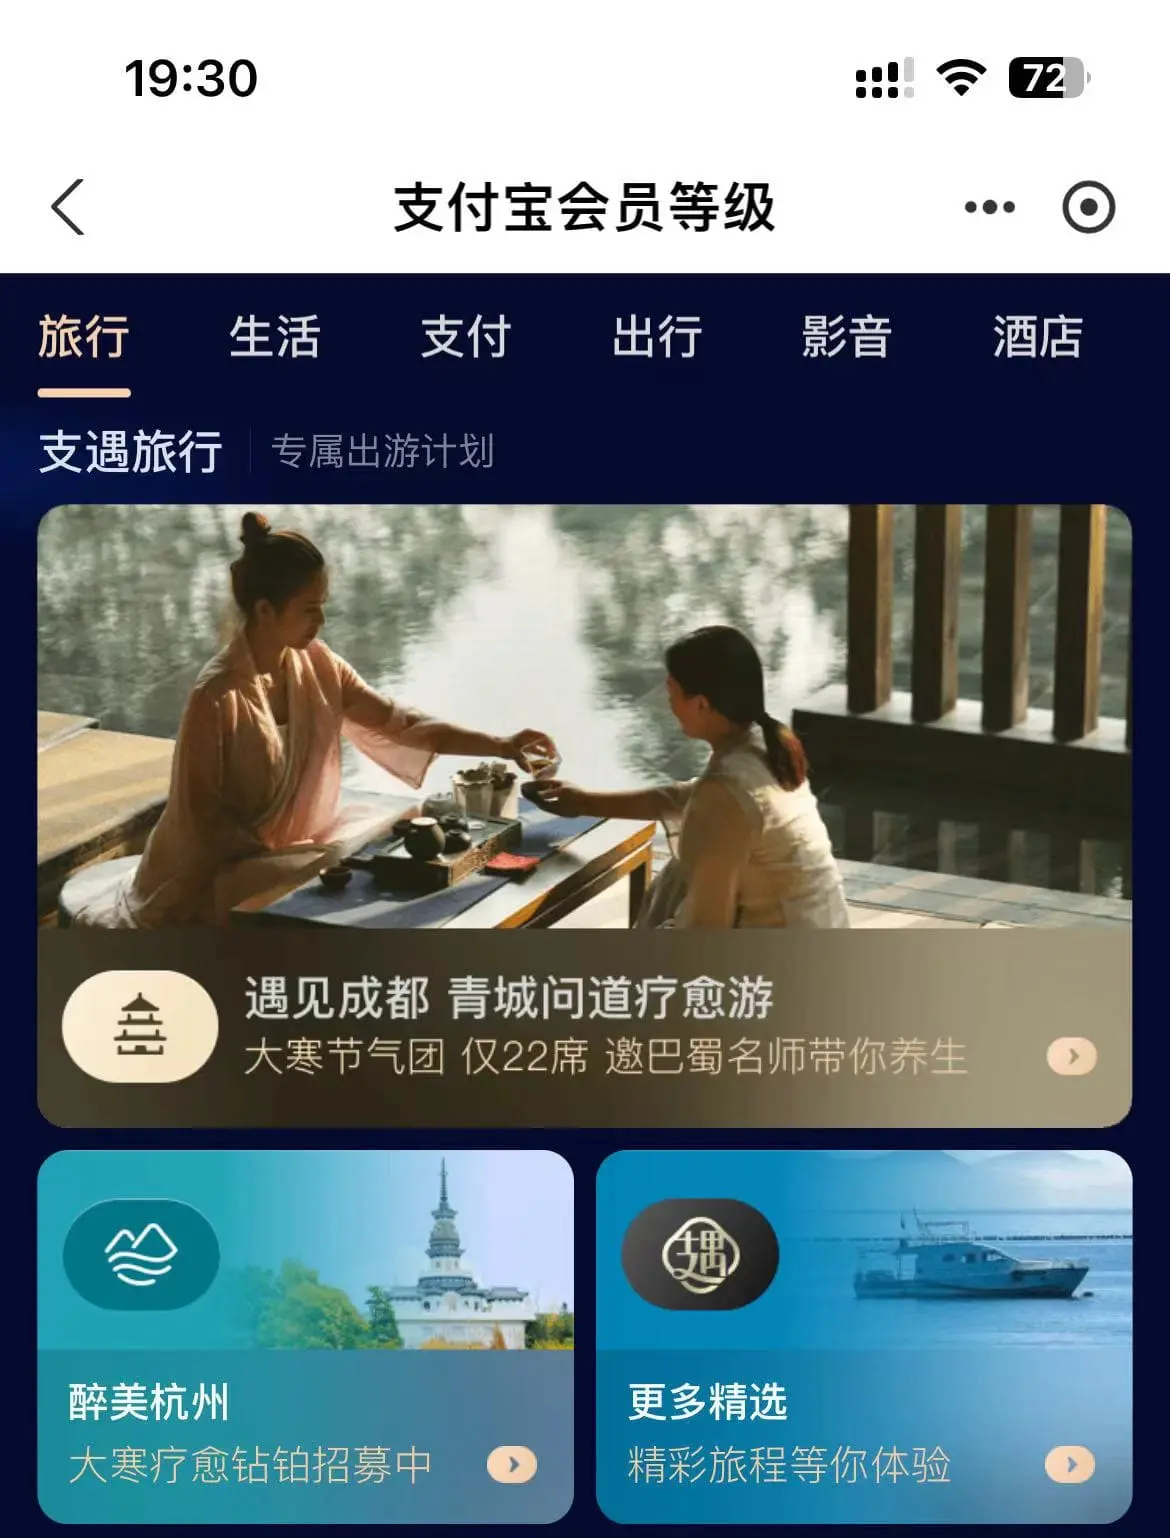 19:30
72
支付宝会员等级
旅行 生活 支付 出行 影音 酒店
支遇旅行 专属出游计划
遇见成都 青城问道疗愈游
大寒节气团 仅22席 邀巴蜀名师带你养生
遇
醉美杭州
大寒疗愈钻铂招募中
更多精选
精彩旅程等你体验